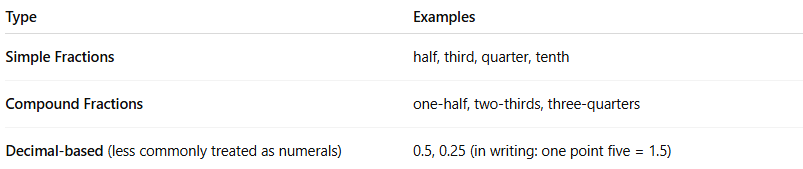 Type Examples
Simple Fractions half, third, quarter, tenth
Compound Fractions one-half, two-thirds, three-quarters
Decimal-based (less commonly treated as numerals) 0.5, 0.25 (in writing: one point five = 1.5)